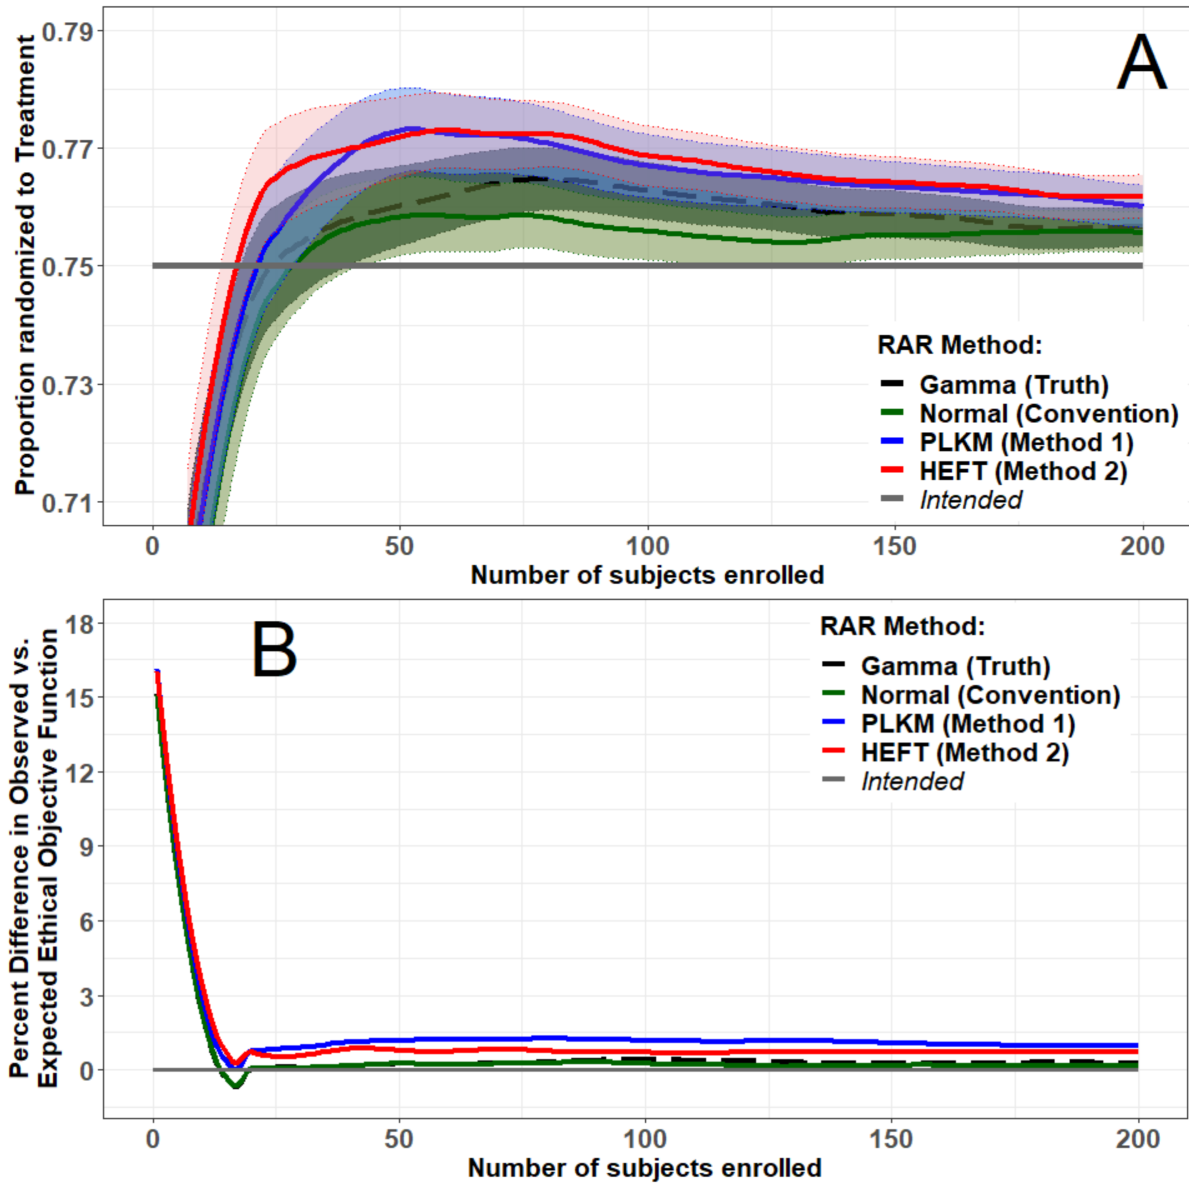 A
Proportion randomized to Treatment
0.79
0.77
0.75
0.73
0.71
RAR Method:
Gamma (Truth)
Normal (Convention)
PLKM (Method 1)
HEFT (Method 2)
Intended
0 50 100 150 200
Number of subjects enrolled
B
Percent Difference in Observed vs.
Expected Ethical Objective Function
18
15
12
9
6
3
0
RAR Method:
Gamma (Truth)
Normal (Convention)
PLKM (Method 1)
HEFT (Method 2)
Intended
0 50 100 150 200
Number of subjects enrolled